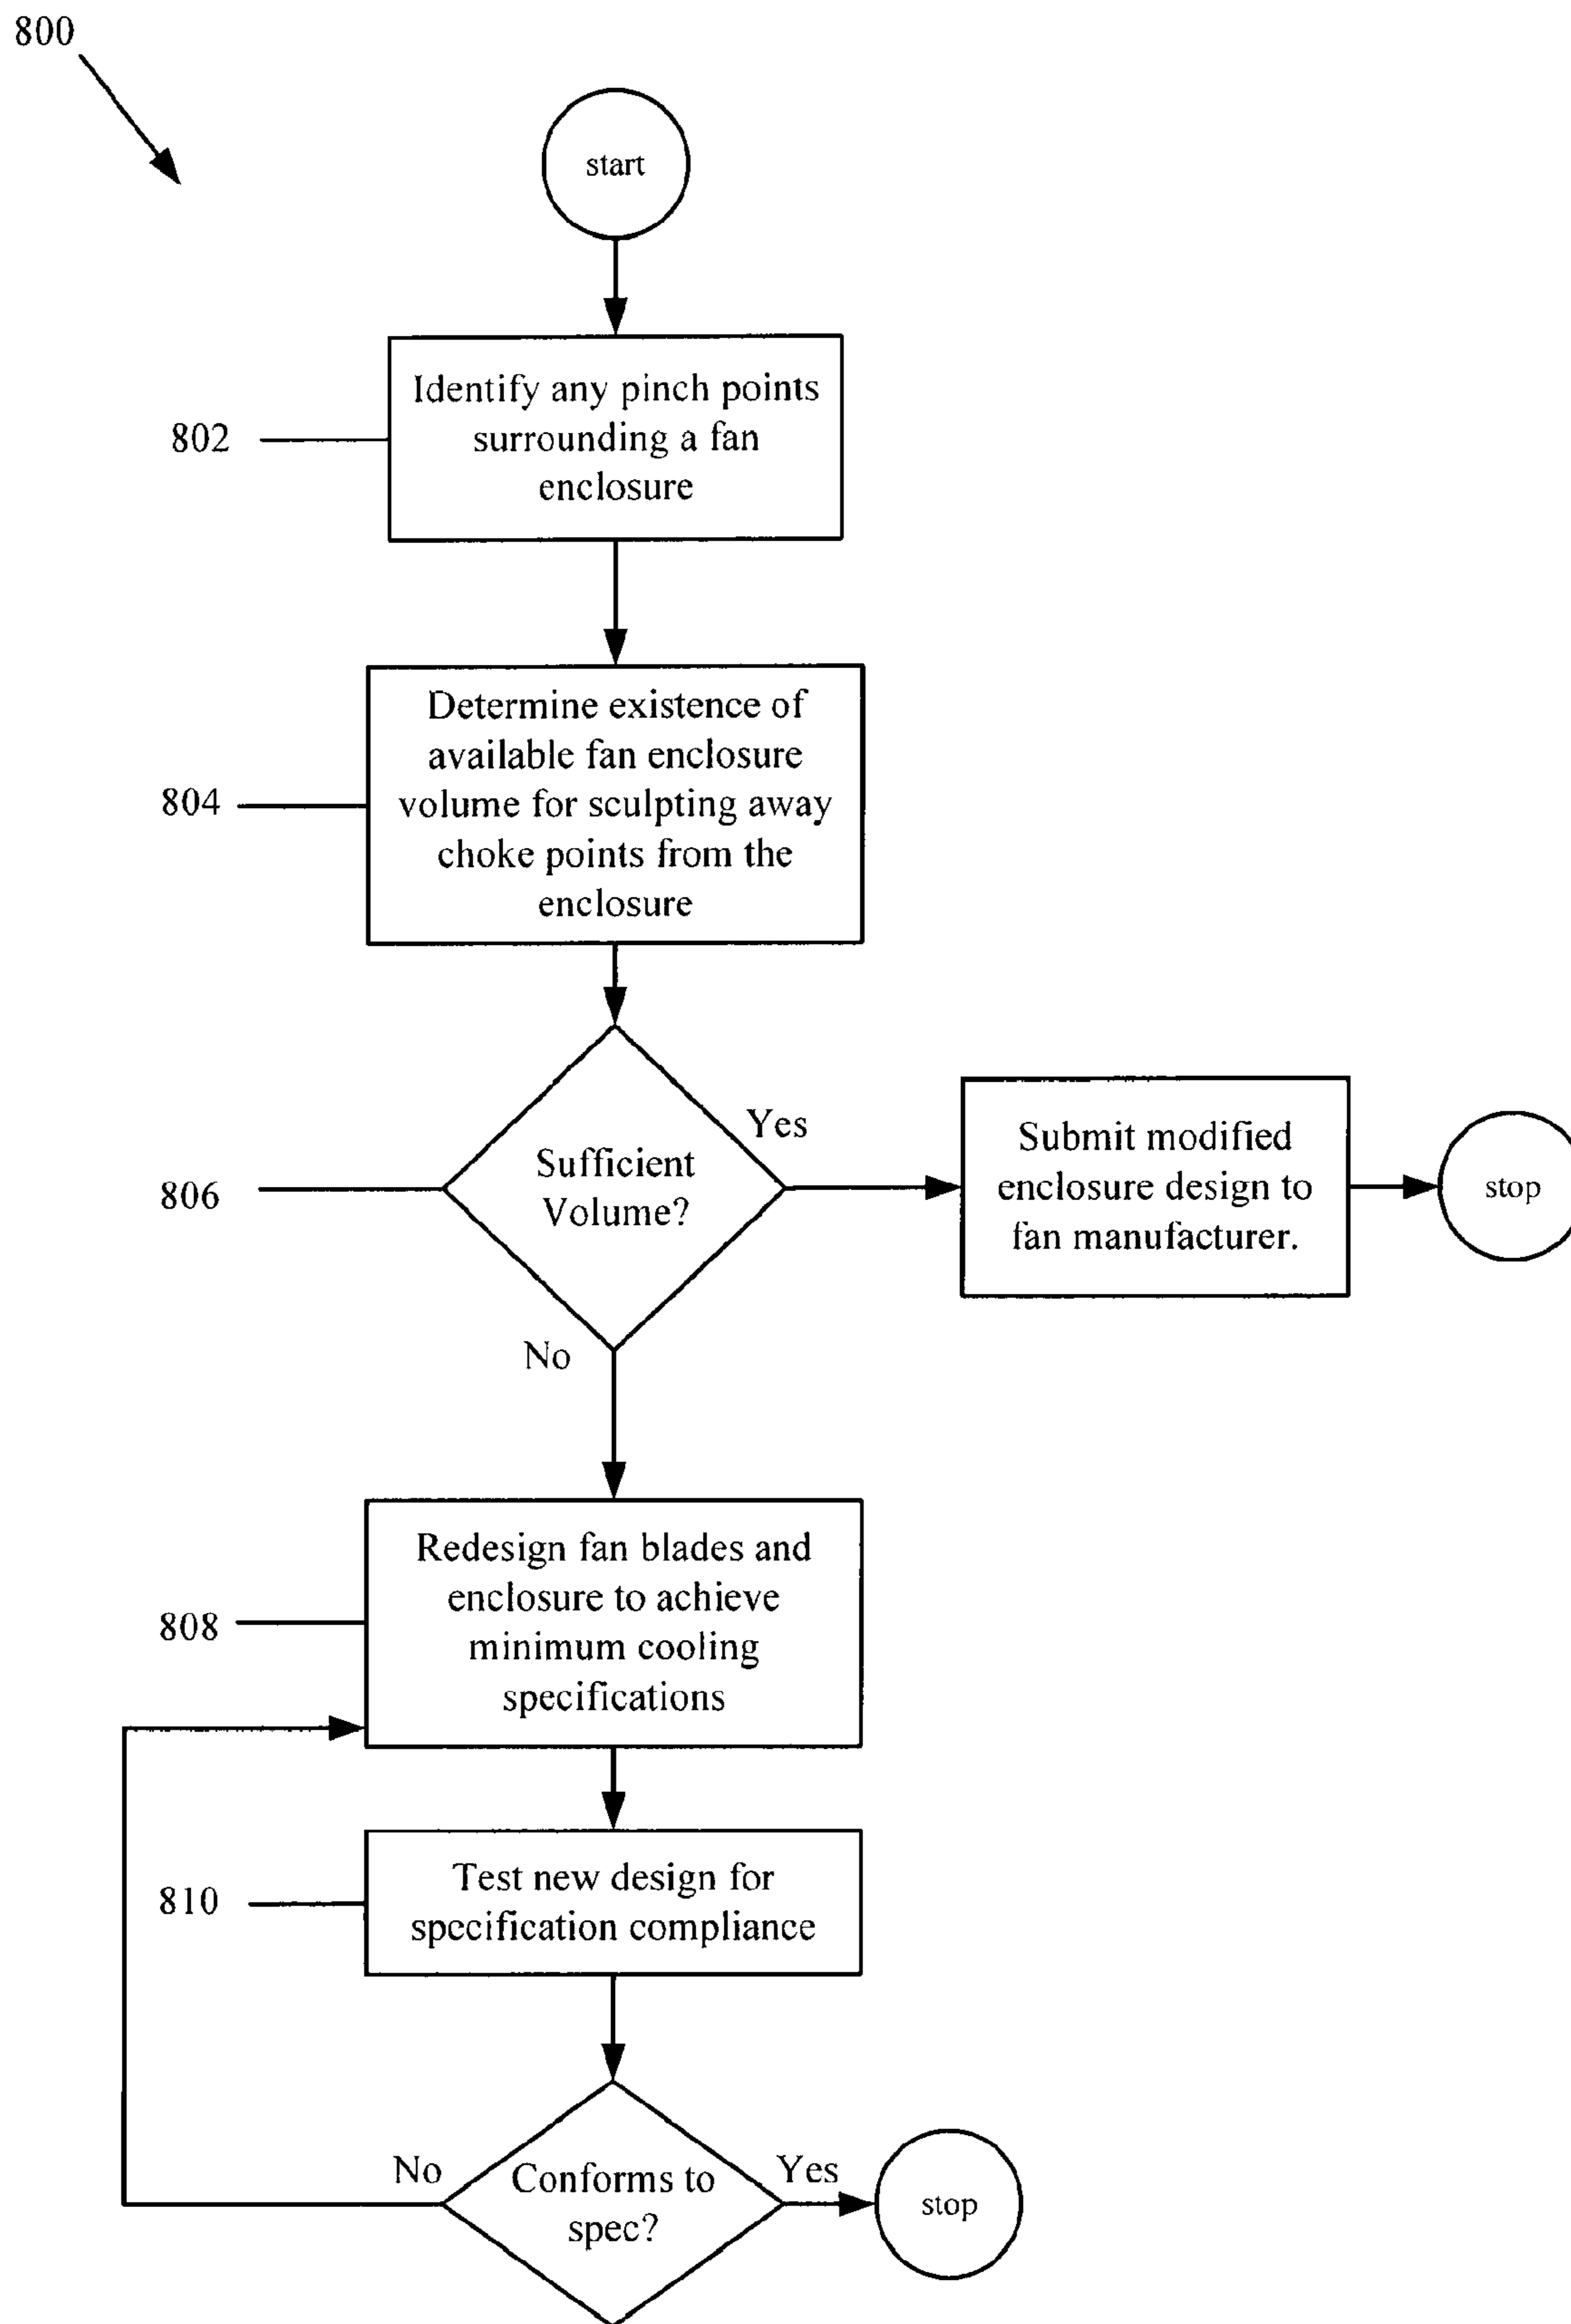 800
start
802
Identify any pinch points
surrounding a fan
enclosure
804
Determine existence of
available fan enclosure
volume for sculpting away
choke points from the
enclosure
806
Sufficient
Volume?
Yes
Submit modified
enclosure design to
fan manufacturer.
stop
No
808
Redesign fan blades and
enclosure to achieve
minimum cooling
specifications
810
Test new design for
specification compliance
No
Conforms to
spec?
Yes
stop